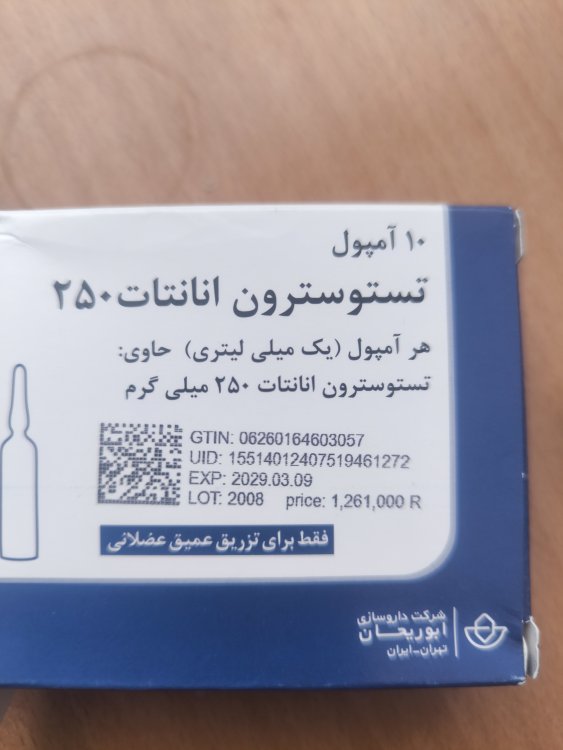 ۱۰ آمپول
تستوسترون انانتات۲۵۰
هر آمپول (یک میلی لیتری) حاوی:
تستوسترون انانتات ۲۵۰ میلی گرم
GTIN: 06260164603057
UID: 15514012407519461272
EXP: 2029.03.09
LOT: 2008 price: 1,261,000 R
فقط برای تزریق عمیق عضلانی
شرکت داروسازی
ابوریحان
تهران-ایران